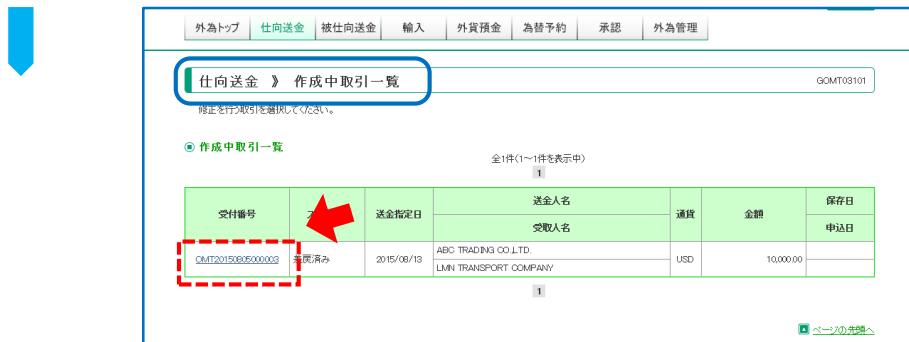 外為トップ 仕向送金 被仕向送金 輸入 外貨預金 為替予約 承認 外為管理
仕向送金 》 作成中取引一覧 GOMT03101
修正を行う取引を選択してください。
作成中取引一覧
全1件(1～1件を表示中)
1
受付番号 送金指定日 送金人名 通貨 金額 保存日
受取人名 申込日
OMT20150805000003 差戻済み 2015/08/13 ABC TRADING CO.,LTD. USD 10,000.00
LMN TRANSPORT COMPANY
1
ページの先頭へ